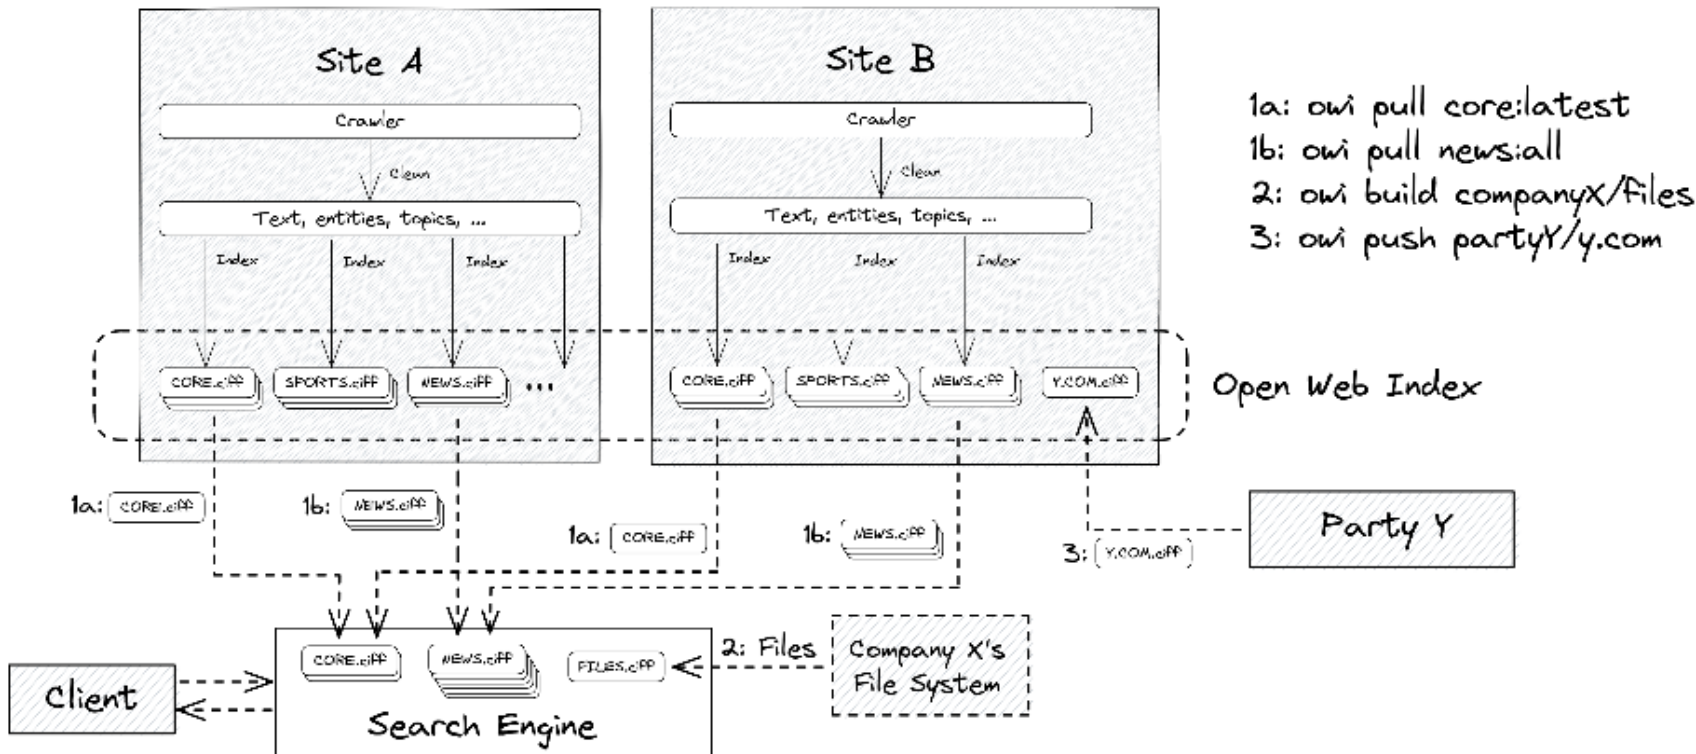 Site A
Crawler
Clean
Text, entities, topics, ...
Index
Index
Index
CORE.ciff
SPORTS.ciff
NEWS.ciff
...
Site B
Crawler
Clean
Text, entities, topics, ...
Index
Index
Index
CORE.ciff
SPORTS.ciff
NEWS.ciff
Y.COM.ciff
Open Web Index
1a: owi pull core:latest
1b: owi pull news:all
2: owi build companyX/files
3: owi push partyY/y.com
1a: CORE.ciff
1b: NEWS.ciff
1a: CORE.ciff
1b: NEWS.ciff
3: Y.COM.ciff
Party Y
Client
CORE.ciff
NEWS.ciff
FILES.ciff
Search Engine
2: Files
Company X's
File System